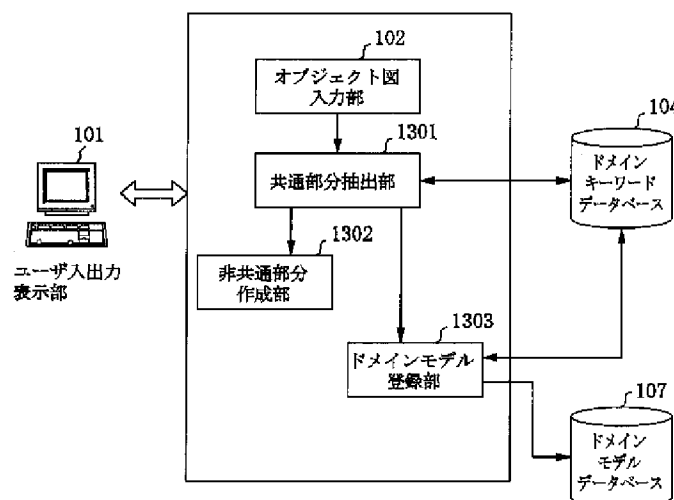 102
オブジェクト図
入力部
1301
共通部分抽出部
101
ユーザ入出力
表示部
1302
非共通部分
作成部
1303
ドメインモデル
登録部
104
ドメイン
キーワード
データベース
107
ドメイン
モデル
データベース